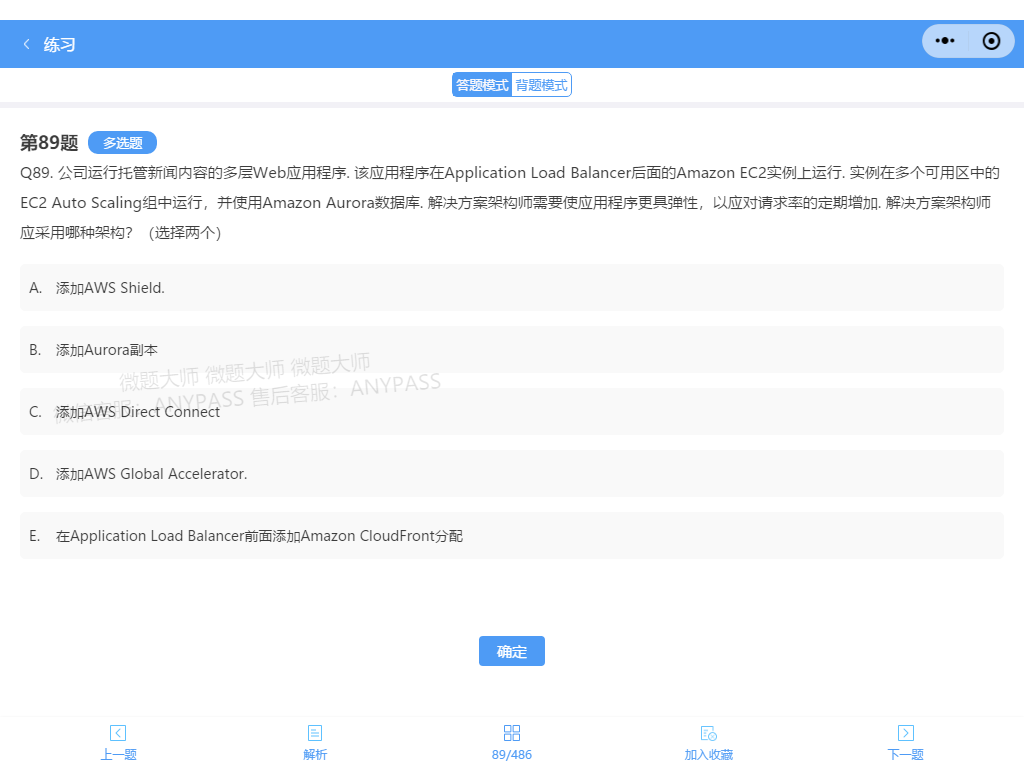 练习
答题模式 背题模式
第89题 多选题
Q89. 公司运行托管新闻内容的多层Web应用程序. 该应用程序在Application Load Balancer后面的Amazon EC2实例上运行. 实例在多个可用区中的
EC2 Auto Scaling组中运行，并使用Amazon Aurora数据库. 解决方案架构师需要使应用程序更具弹性，以应对请求率的定期增加. 解决方案架构师
应采用哪种架构？（选择两个）
A. 添加AWS Shield.
B. 添加Aurora副本
微题大师 微题大师 微题大师
微信客服：ANYPASS 售后客服：ANYPASS
C. 添加AWS Direct Connect
D. 添加AWS Global Accelerator.
E. 在Application Load Balancer前面添加Amazon CloudFront分配
确定
上一题 解析 89/486 加入收藏 下一题